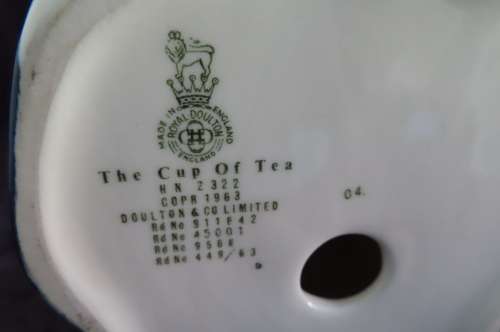 MADE IN ENGLAND
ROYAL DOULTON
ENGLAND
The Cup Of Tea
HN 2322
COPR 1963
DOULTON & CO LIMITED
Rd No 911842
Rd No 45001
Rd No 9568
Rd No 449/63
04.